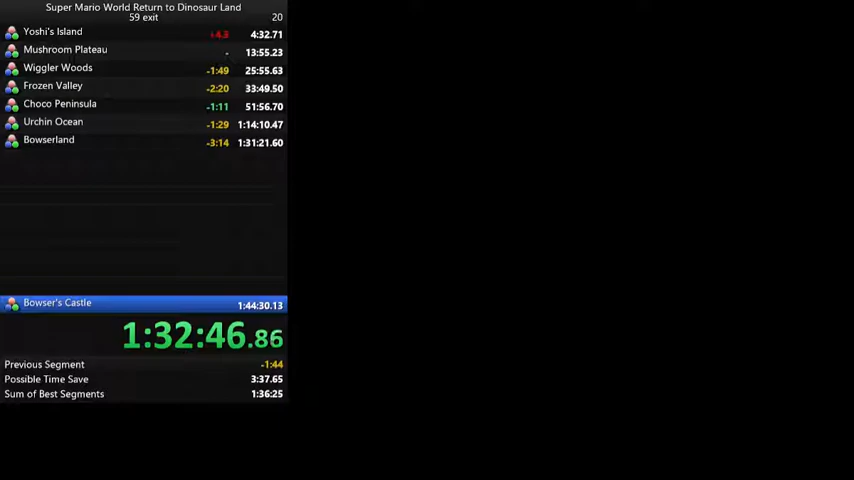 Super Mario World Return to Dinosaur Land
59 exit 20
Yoshi's Island +4.3 4:32.71
Mushroom Plateau - 13:55.23
Wiggler Woods -1:49 25:55.63
Frozen Valley -2:20 33:49.50
Choco Peninsula -1:11 51:56.70
Urchin Ocean -1:29 1:14:10.47
Bowserland -3:14 1:31:21.60
Bowser's Castle 1:44:30.13
1:32:46.86
Previous Segment -1:44
Possible Time Save 3:37.65
Sum of Best Segments 1:36:25